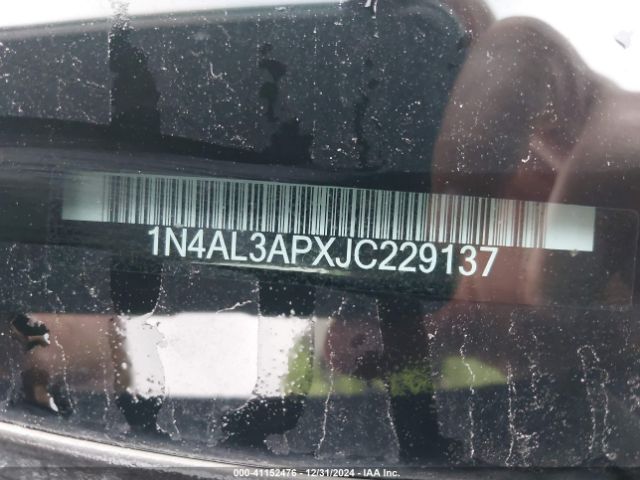 1N4AL3APXJC229137
000-41152476 - 12/31/2024 - IAA Inc.